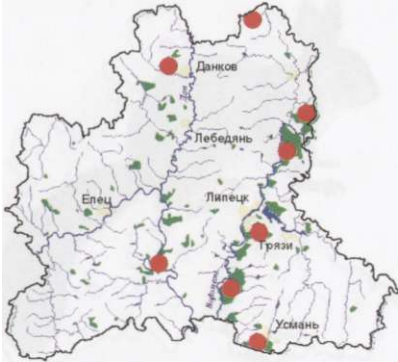 Данков
Лебедянь
Елец
Липецк
Грязи
Усмань